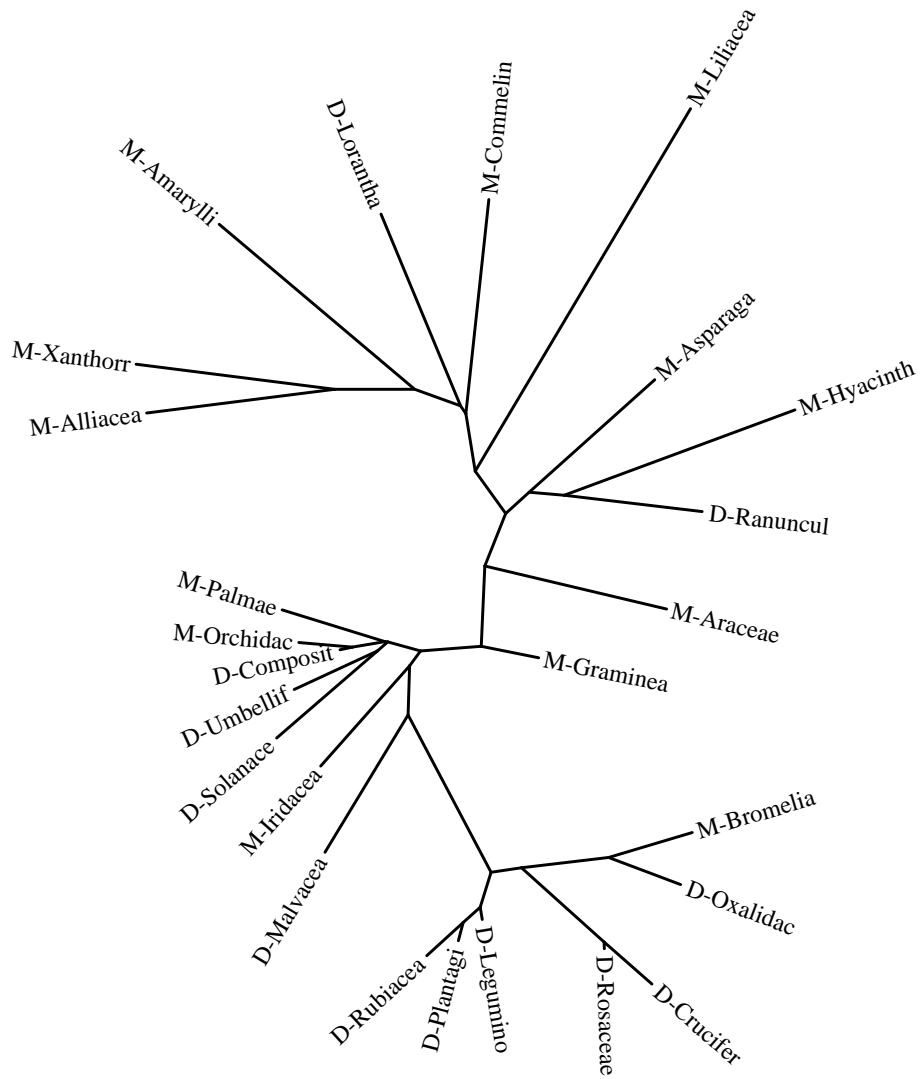 M-Liliacea
M-Commelin
D-Lorantha
M-Amarylli
M-Asparaga
M-Xanthorr
M-Hyacinth
M-Alliacea
D-Ranuncul
M-Palmae
M-Araceae
M-Orchidac
D-Composit
M-Graminea
D-Umbellif
D-Solanace
M-Iridacea
M-Bromelia
D-Malvacea
D-Oxalidac
D-Rubiacea
D-Plantagi
D-Legumino
D-Rosaceae
D-Crucifer